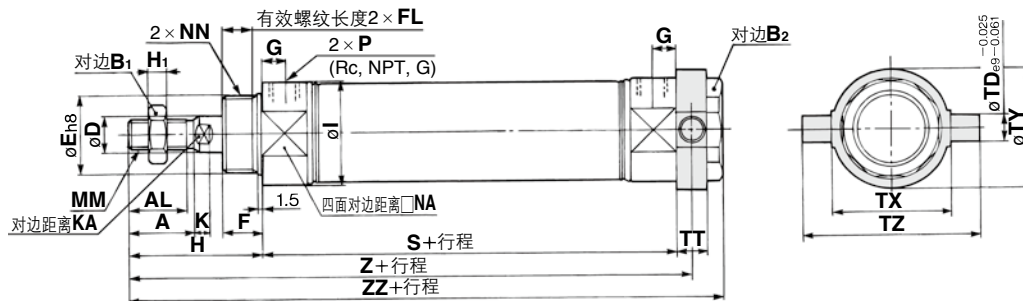 有效螺纹长度2×FL
2×NN
G
2×P
(Rc, NPT, G)
G
对边B₂
对边B₁
H₁
øEh8
øD
øI
øTDe9 −0.025 −0.061
øTY
MM
AL
对边距离KA
A
K
F
1.5
四面对边距离□NA
H
S+行程
TT
Z+行程
ZZ+行程
TX
TZ